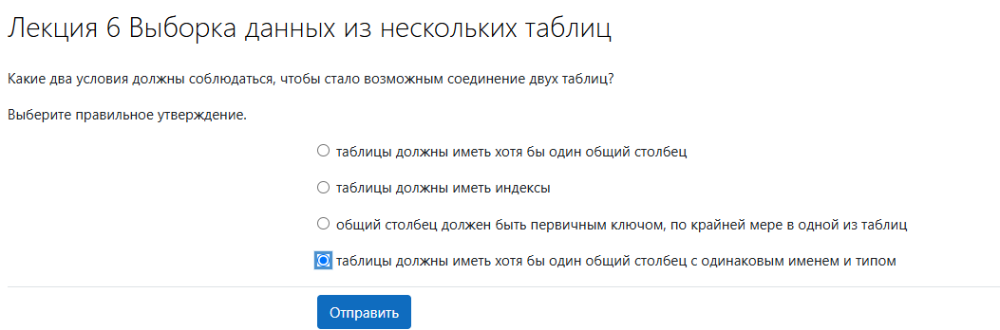 Лекция 6 Выборка данных из нескольких таблиц
Какие два условия должны соблюдаться, чтобы стало возможным соединение двух таблиц?
Выберите правильное утверждение.
таблицы должны иметь хотя бы один общий столбец
таблицы должны иметь индексы
общий столбец должен быть первичным ключом, по крайней мере в одной из таблиц
таблицы должны иметь хотя бы один общий столбец с одинаковым именем и типом
Отправить